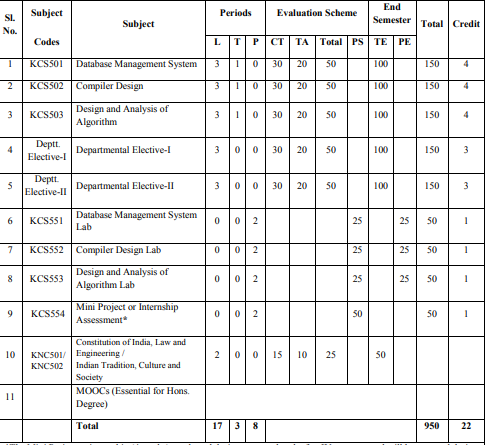 Sl. No. Subject Codes Subject Periods Evaluation Scheme End Semester Total Credit
L T P CT TA Total PS TE PE
1 KCS501 Database Management System 3 1 0 30 20 50 100 150 4
2 KCS502 Compiler Design 3 1 0 30 20 50 100 150 4
3 KCS503 Design and Analysis of
Algorithm 3 1 0 30 20 50 100 150 4
4 Deptt.
Elective-I Departmental Elective-I 3 0 0 30 20 50 100 150 3
5 Deptt.
Elective-II Departmental Elective-II 3 0 0 30 20 50 100 150 3
6 KCS551 Database Management System
Lab 0 0 2 25 25 50 1
7 KCS552 Compiler Design Lab 0 0 2 25 25 50 1
8 KCS553 Design and Analysis of
Algorithm Lab 0 0 2 25 25 50 1
9 KCS554 Mini Project or Internship
Assessment* 0 0 2 50 50 1
10 KNC501/
KNC502 Constitution of India, Law and
Engineering /
Indian Tradition, Culture and
Society 2 0 0 15 10 25 50
11 MOOCs (Essential for Hons.
Degree)
Total 17 3 8 950 22